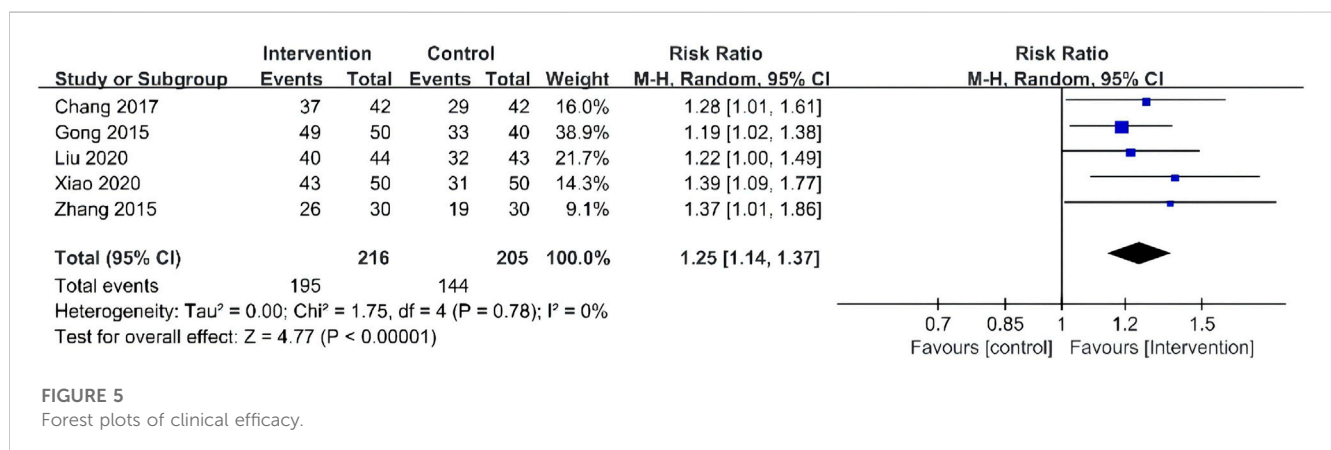 Intervention Control Risk Ratio Risk Ratio
Study or Subgroup Events Total Events Total Weight M-H, Random, 95% CI M-H, Random, 95% CI
Chang 2017 37 42 29 42 16.0% 1.28 [1.01, 1.61]
Gong 2015 49 50 33 40 38.9% 1.19 [1.02, 1.38]
Liu 2020 40 44 32 43 21.7% 1.22 [1.00, 1.49]
Xiao 2020 43 50 31 50 14.3% 1.39 [1.09, 1.77]
Zhang 2015 26 30 19 30 9.1% 1.37 [1.01, 1.86]
Total (95% CI) 216 205 100.0% 1.25 [1.14, 1.37]
Total events 195 144
Heterogeneity: Tau² = 0.00; Chi² = 1.75, df = 4 (P = 0.78); I² = 0%
Test for overall effect: Z = 4.77 (P < 0.00001)
0.7 0.85 1 1.2 1.5
Favours [control] Favours [Intervention]
FIGURE 5
Forest plots of clinical efficacy.